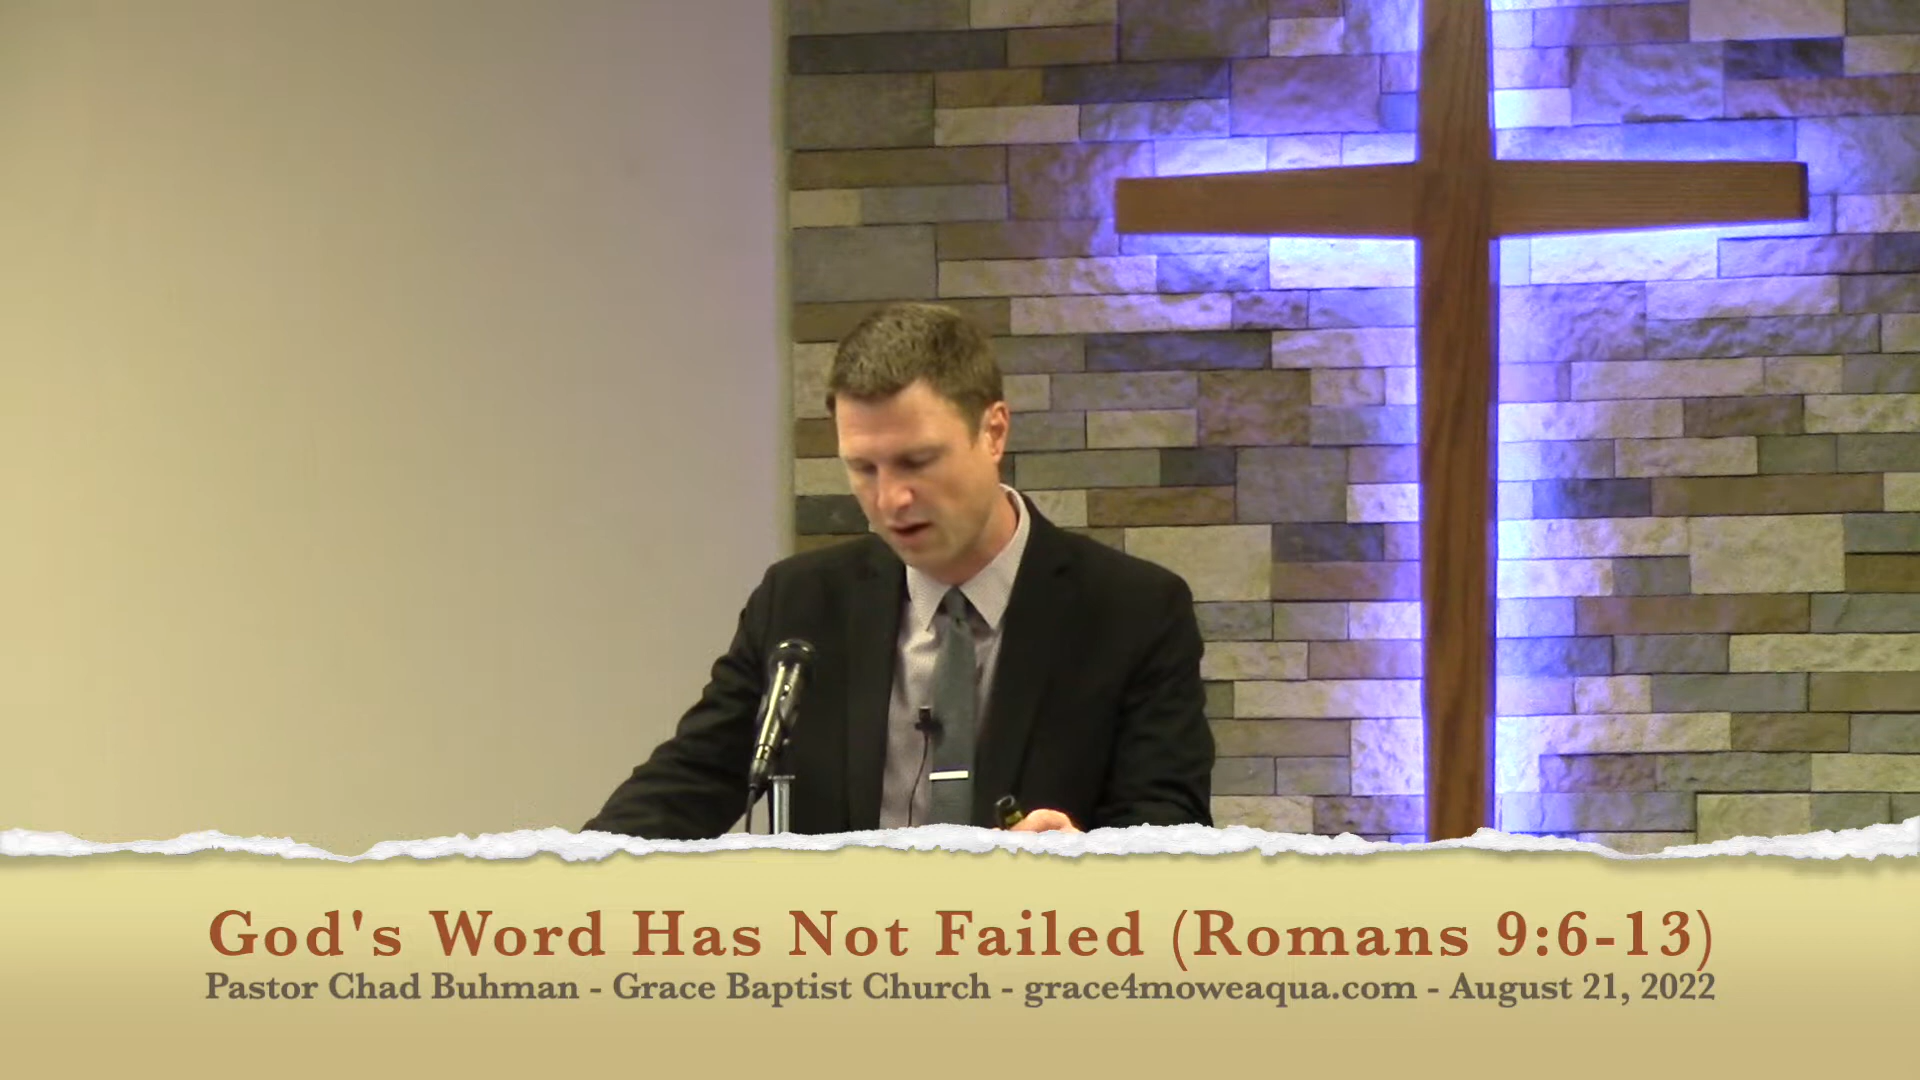 God's Word Has Not Failed (Romans 9:6-13)
Pastor Chad Buhman - Grace Baptist Church - grace4moweaqua.com - August 21, 2022